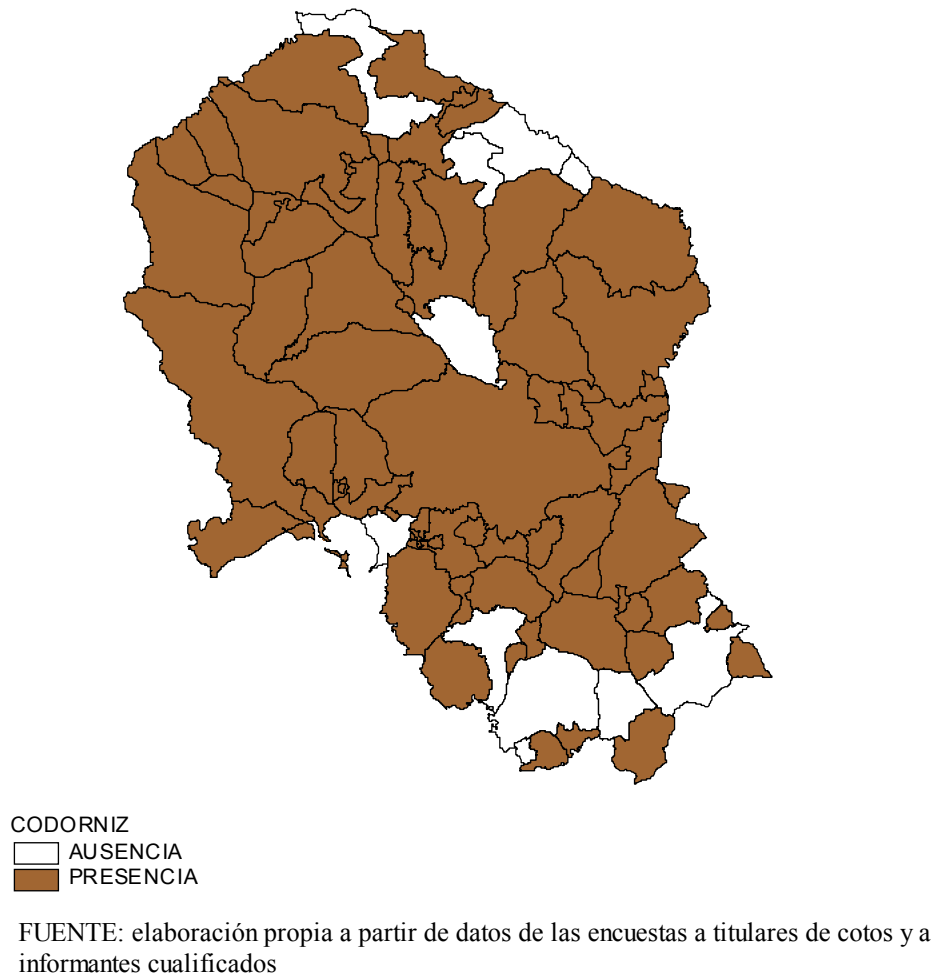 CODORNIZ
AUSENCIA
PRESENCIA
FUENTE: elaboración propia a partir de datos de las encuestas a titulares de cotos y a
informantes cualificados